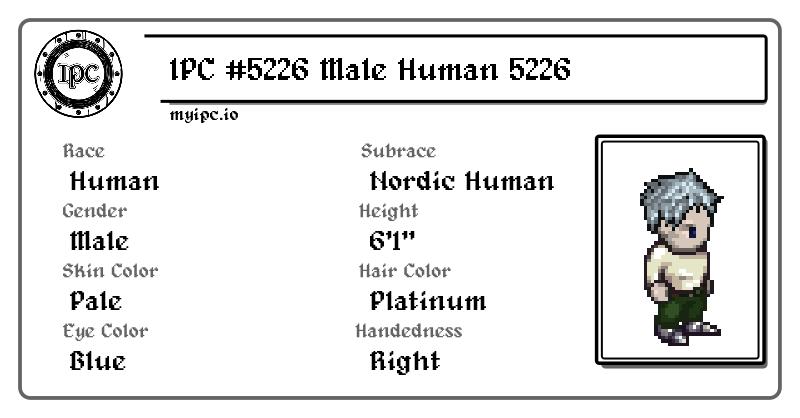 IPC
IPC #5226 Male Human 5226
myipc.io
Race
Human
Subrace
Nordic Human
Gender
Male
Height
6'1"
Skin Color
Pale
Hair Color
Platinum
Eye Color
Blue
Handedness
Right